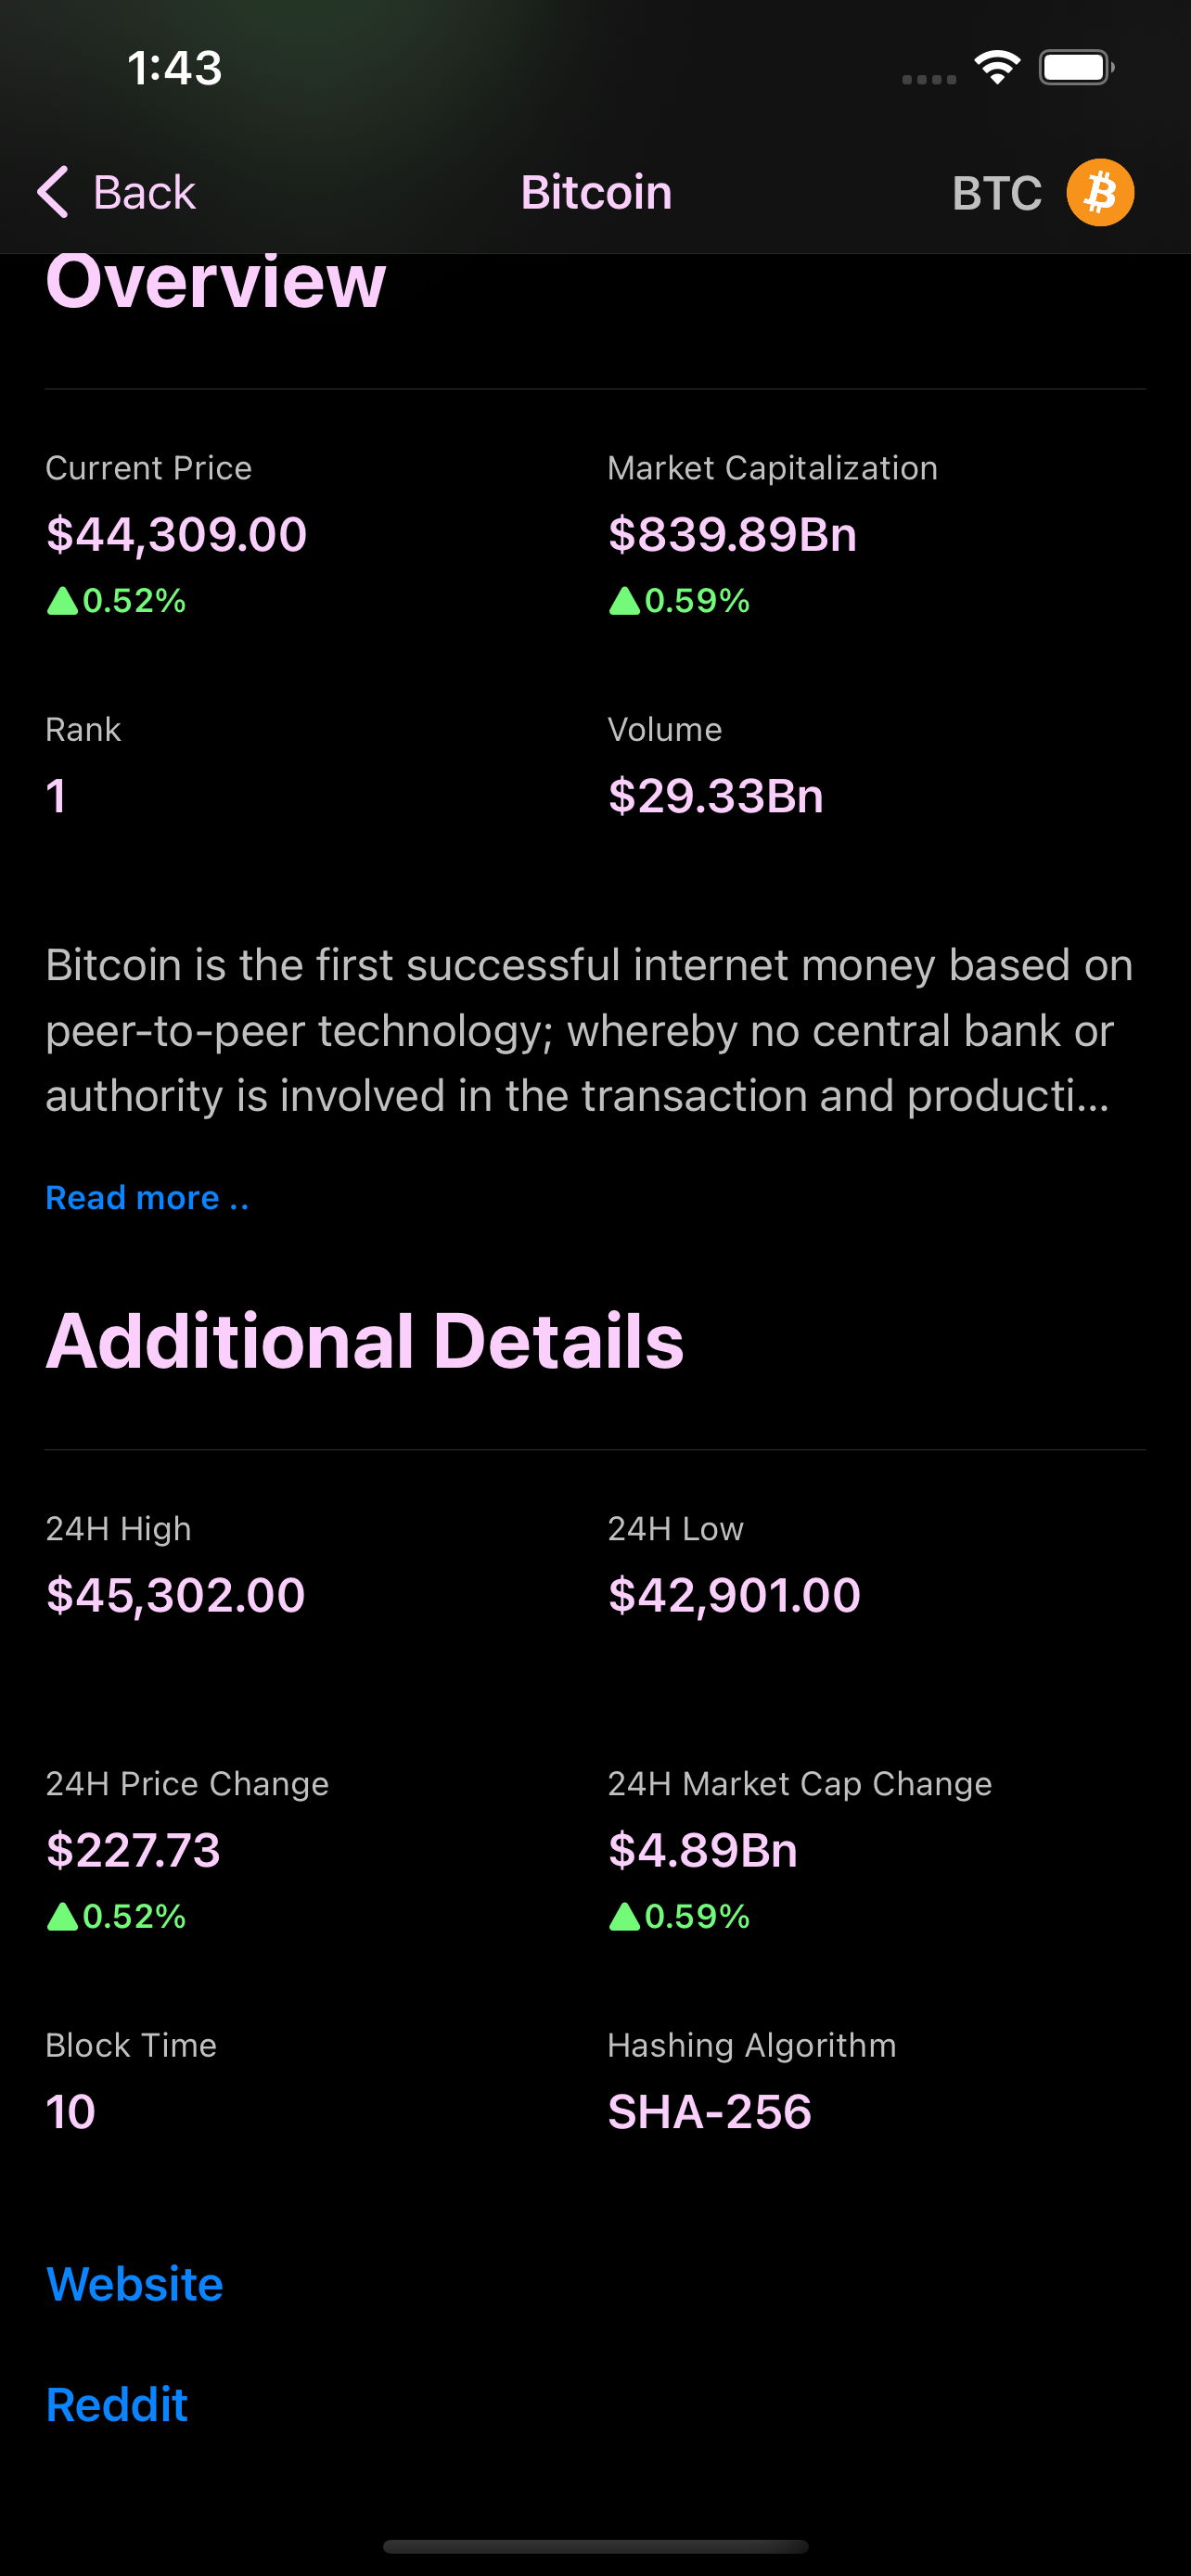 1:43
Back
Bitcoin
BTC
Overview
Current Price
Market Capitalization
$44,309.00
$839.89Bn
0.52%
0.59%
Rank
Volume
1
$29.33Bn
Bitcoin is the first successful internet money based on
peer-to-peer technology; whereby no central bank or
authority is involved in the transaction and producti...
Read more ..
Additional Details
24H High
24H Low
$45,302.00
$42,901.00
24H Price Change
24H Market Cap Change
$227.73
$4.89Bn
0.52%
0.59%
Block Time
Hashing Algorithm
10
SHA-256
Website
Reddit